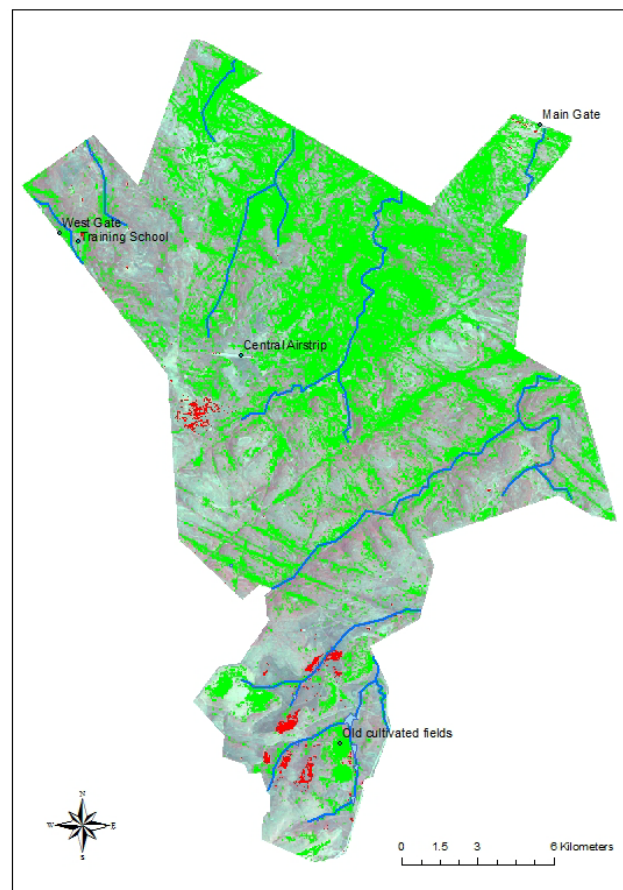 Main Gate
West Gate
Training School
Central Airstrip
Old cultivated fields
N
W E
S
0 1.5 3 6 Kilometers